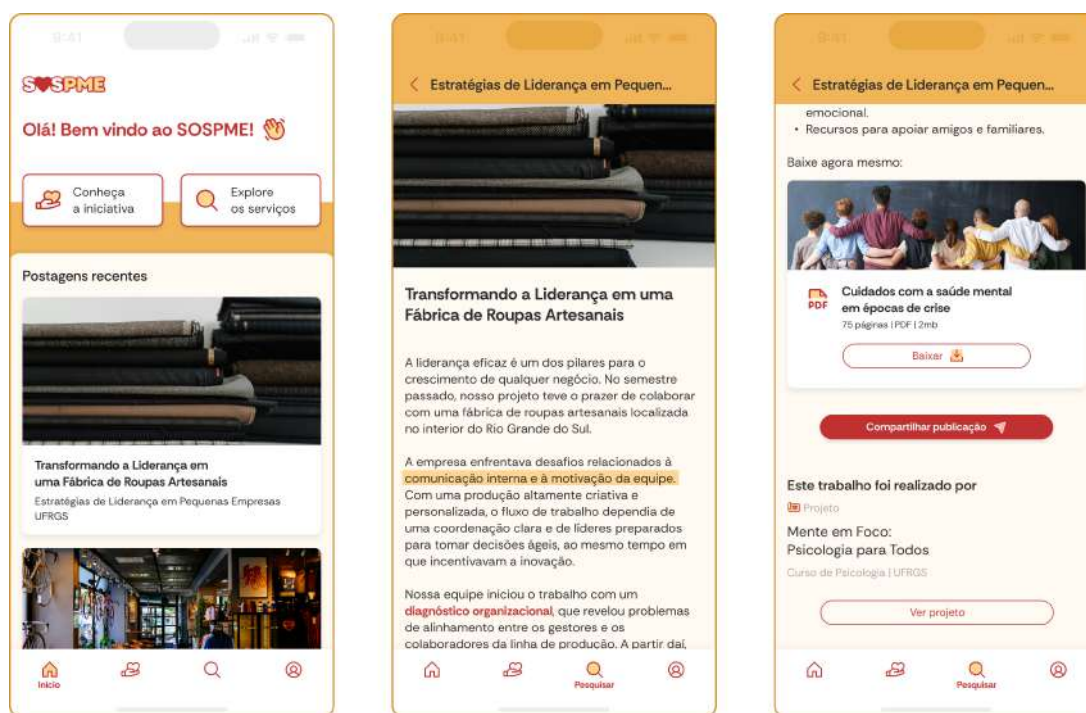 9:41
SOSPME
Olá! Bem vindo ao SOSPME!
Conheça
a iniciativa
Explore
os serviços
Postagens recentes
Transformando a Liderança em
uma Fábrica de Roupas Artesanais
Estratégias de Liderança em Pequenas Empresas
UFRGS
Início
9:41
Estratégias de Liderança em Pequen...
Transformando a Liderança em uma
Fábrica de Roupas Artesanais
A liderança eficaz é um dos pilares para o
crescimento de qualquer negócio. No semestre
passado, nosso projeto teve o prazer de colaborar
com uma fábrica de roupas artesanais localizada
no interior do Rio Grande do Sul.
A empresa enfrentava desafios relacionados à
comunicação interna e à motivação da equipe.
Com uma produção altamente criativa e
personalizada, o fluxo de trabalho dependia de
uma coordenação clara e de líderes preparados
para tomar decisões ágeis, ao mesmo tempo em
que incentivavam a inovação.
Nossa equipe iniciou o trabalho com um
diagnóstico organizacional, que revelou problemas
de alinhamento entre os gestores e os
colaboradores da linha de produção. A partir daí,
Pesquisar
9:41
Estratégias de Liderança em Pequen...
emocional.
• Recursos para apoiar amigos e familiares.
Baixe agora mesmo:
PDF
Cuidados com a saúde mental
em épocas de crise
75 páginas | PDF | 2mb
Baixar
Compartilhar publicação
Este trabalho foi realizado por
Projeto
Mente em Foco:
Psicologia para Todos
Curso de Psicologia | UFRGS
Ver projeto
Pesquisar